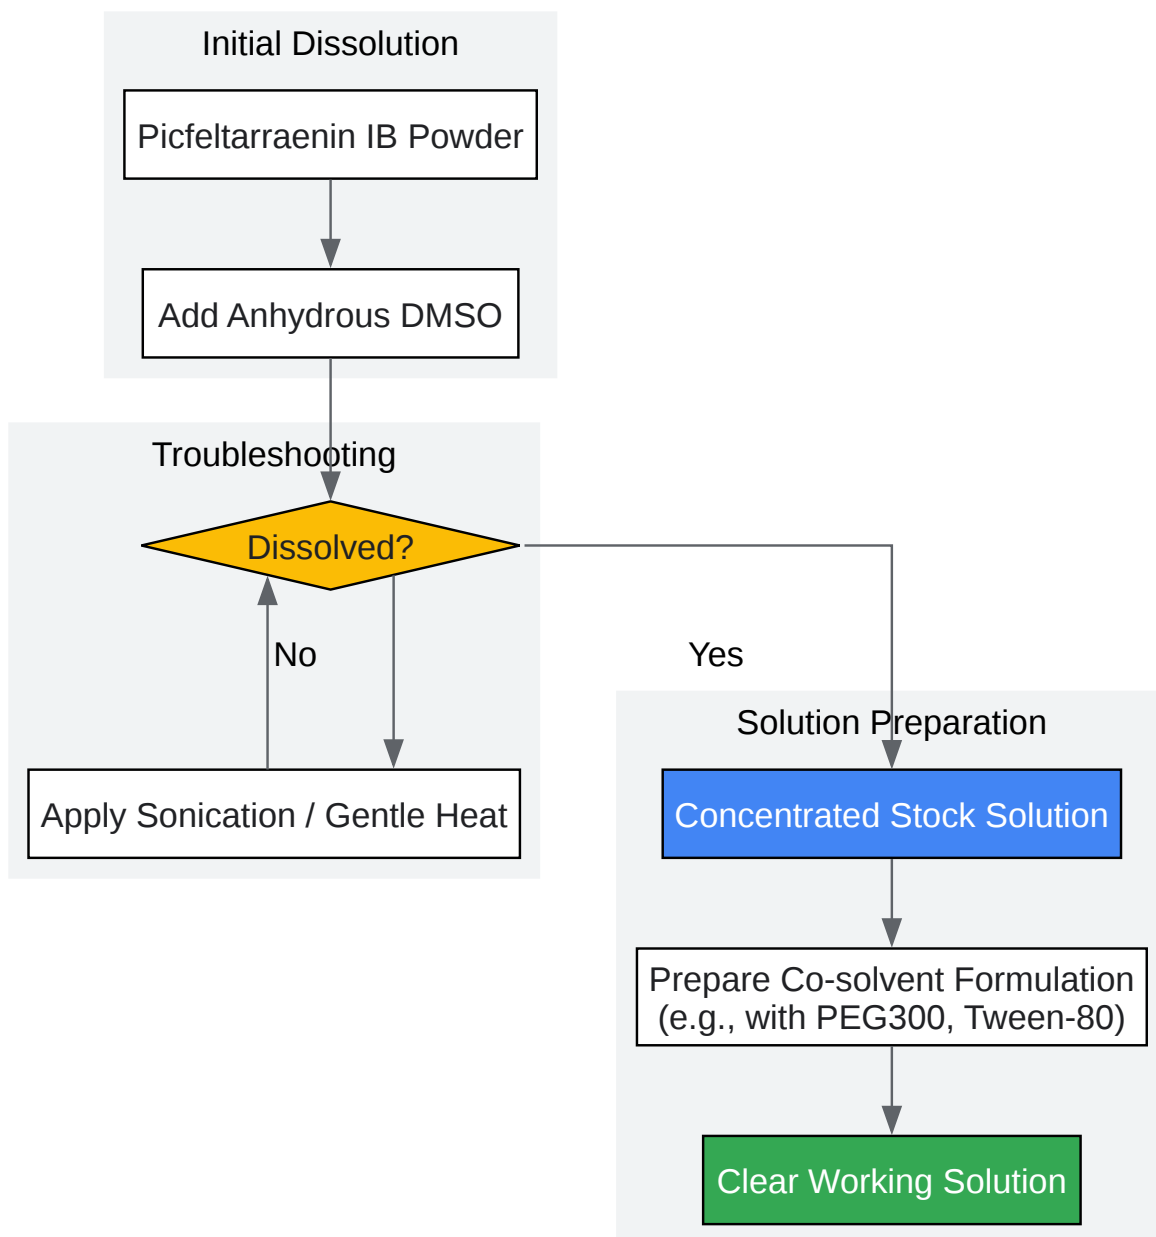 Initial Dissolution
Picfeltarraenin IB Powder
Add Anhydrous DMSO
Troubleshooting
Dissolved?
No
Yes
Apply Sonication / Gentle Heat
Solution Preparation
Concentrated Stock Solution
Prepare Co-solvent Formulation
(e.g., with PEG300, Tween-80)
Clear Working Solution